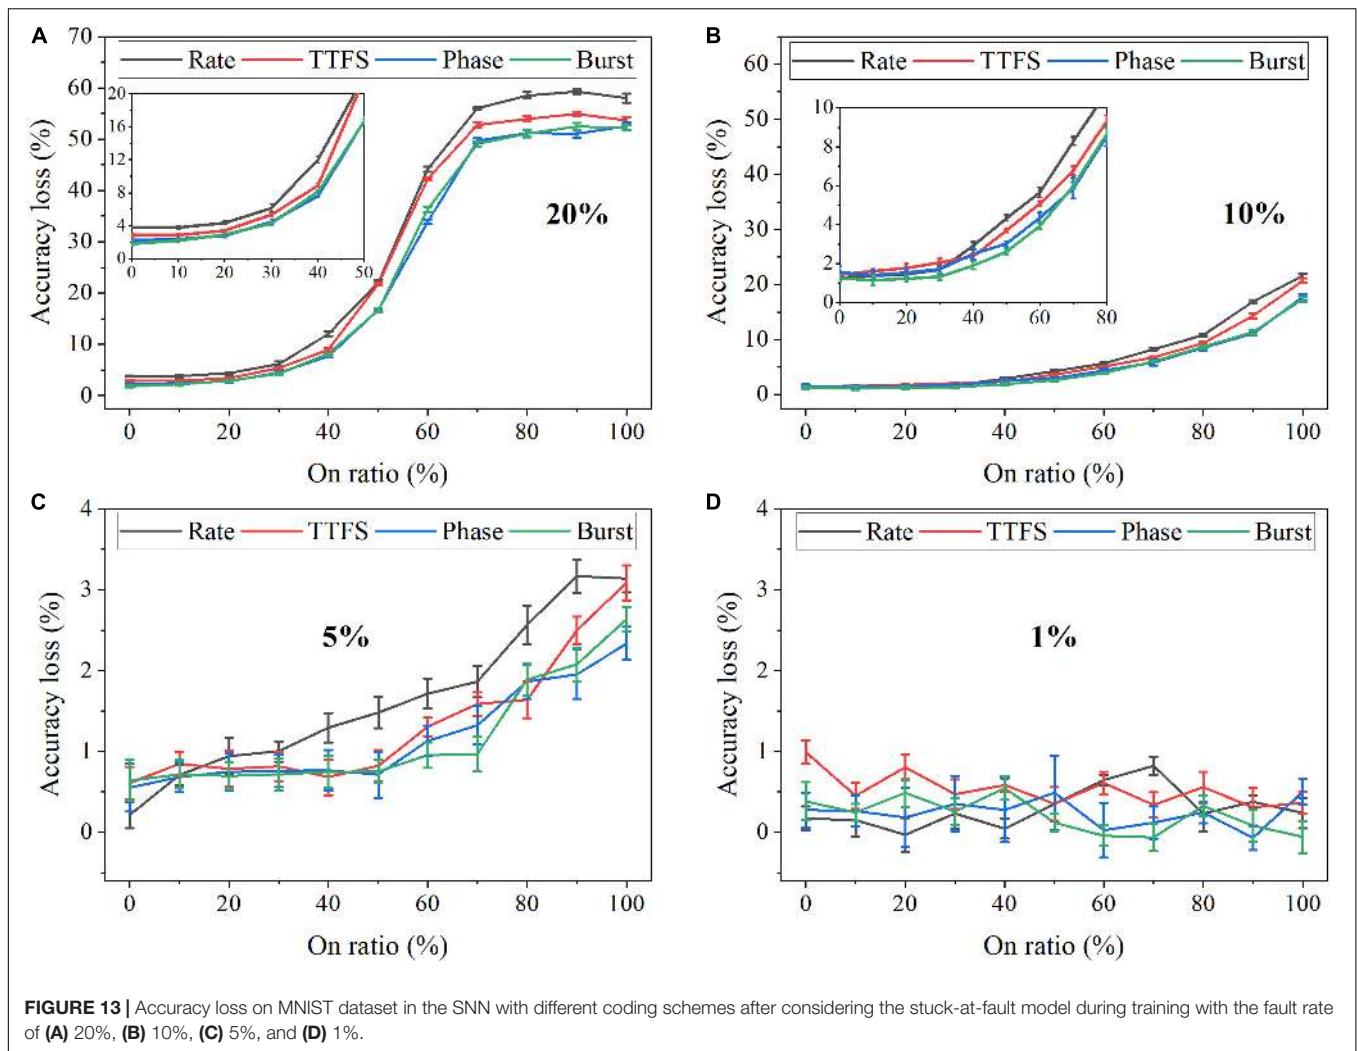 A
Rate TTFS Phase Burst
70
60
50
40
30
20
10
0
Accuracy loss (%)
20
16
12
8
4
0
0 10 20 30 40 50
20%
0 20 40 60 80 100
On ratio (%)
B
Rate TTFS Phase Burst
60
50
40
30
20
10
0
Accuracy loss (%)
10
8
6
4
2
0
0 20 40 60 80
10%
0 20 40 60 80 100
On ratio (%)
C
Rate TTFS Phase Burst
4
3
2
1
0
Accuracy loss (%)
5%
0 20 40 60 80 100
On ratio (%)
D
Rate TTFS Phase Burst
4
3
2
1
0
Accuracy loss (%)
1%
0 20 40 60 80 100
On ratio (%)
FIGURE 13 | Accuracy loss on MNIST dataset in the SNN with different coding schemes after considering the stuck-at-fault model during training with the fault rate
of (A) 20%, (B) 10%, (C) 5%, and (D) 1%.